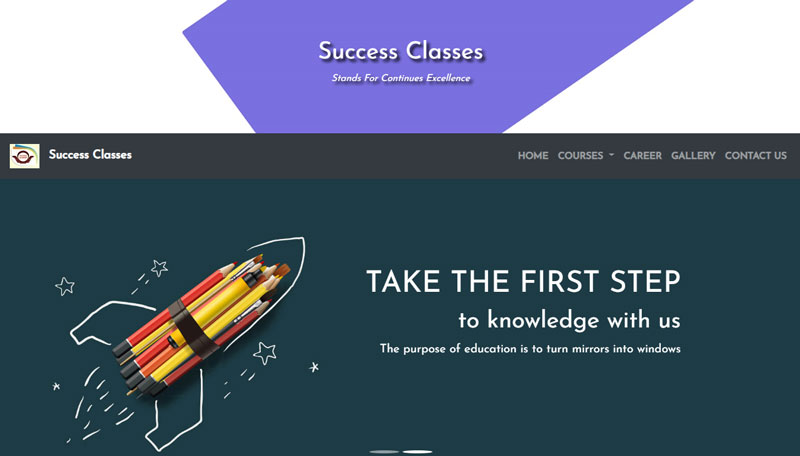 Success Classes
Stands For Continues Excellence
Success Classes
HOME COURSES CAREER GALLERY CONTACT US
TAKE THE FIRST STEP
to knowledge with us
The purpose of education is to turn mirrors into windows